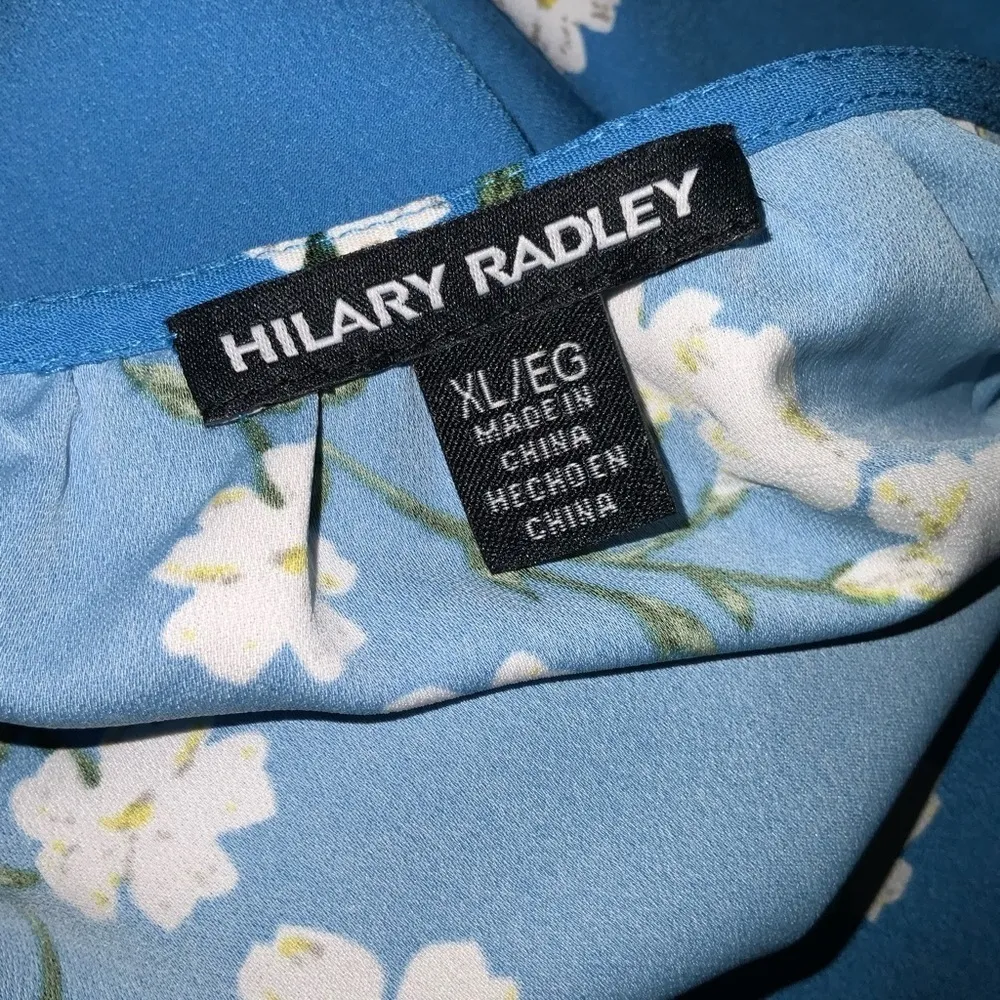 HILARY RADLEY
XL/EG
MADE IN
CHINA
HECHO EN
CHINA